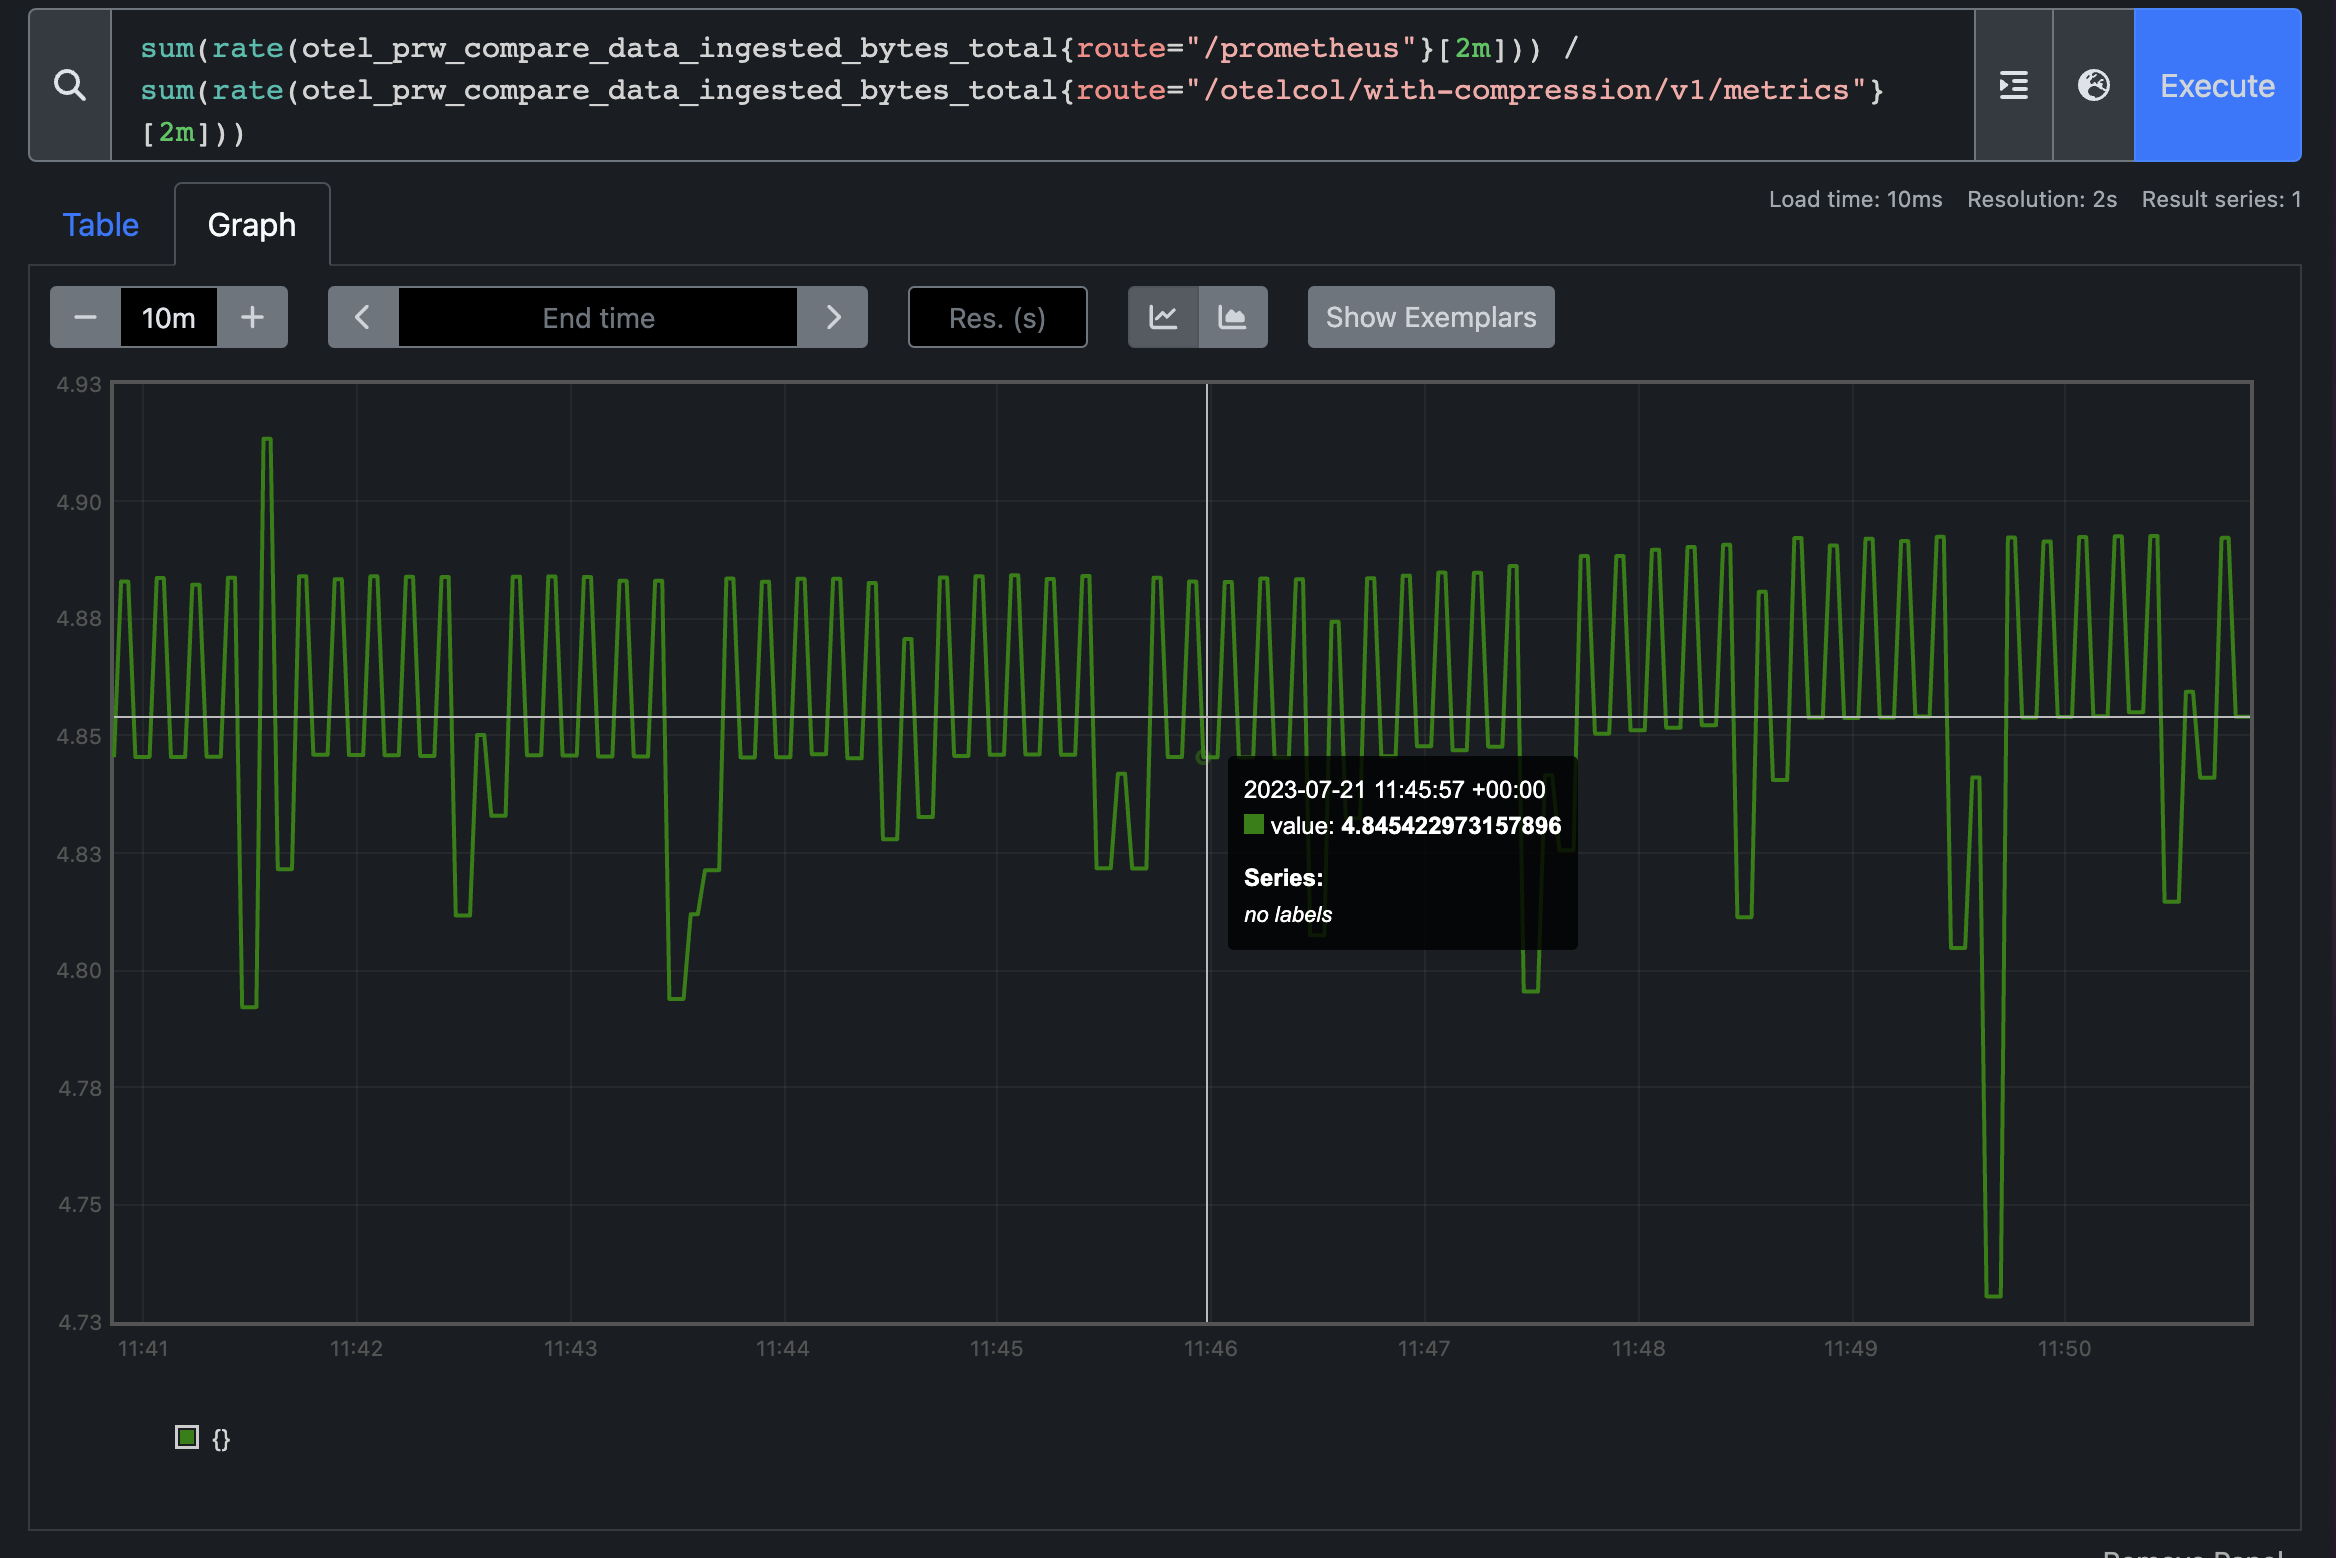 sum(rate(otel_prw_compare_data_ingested_bytes_total{route="/prometheus"}[2m])) /
sum(rate(otel_prw_compare_data_ingested_bytes_total{route="/otelcol/with-compression/v1/metrics"}
[2m]))
Execute
Table
Graph
Load time: 10ms Resolution: 2s Result series: 1
10m
End time
Res. (s)
Show Exemplars
4.93
4.90
4.88
4.85
4.83
4.80
4.78
4.75
4.73
2023-07-21 11:45:57 +00:00
value: 4.845422973157896
Series:
no labels
11:41 11:42 11:43 11:44 11:45 11:46 11:47 11:48 11:49 11:50
{}
Remove Panel